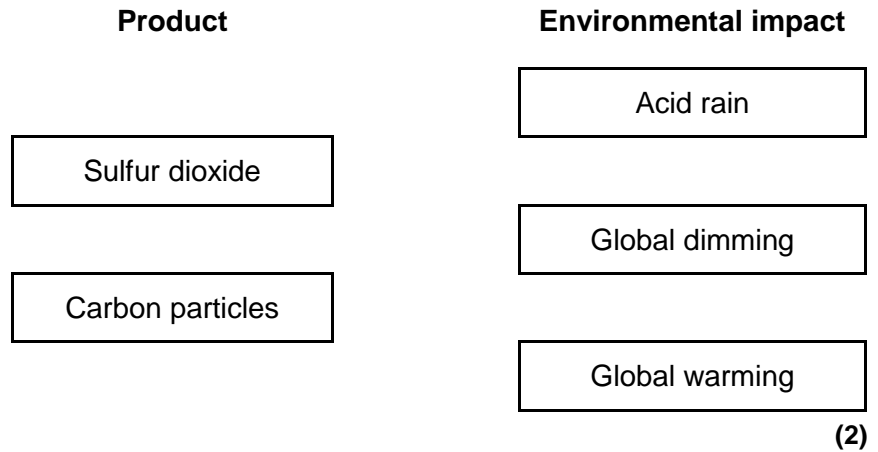 Product
Environmental impact
Acid rain
Sulfur dioxide
Global dimming
Carbon particles
Global warming
(2)